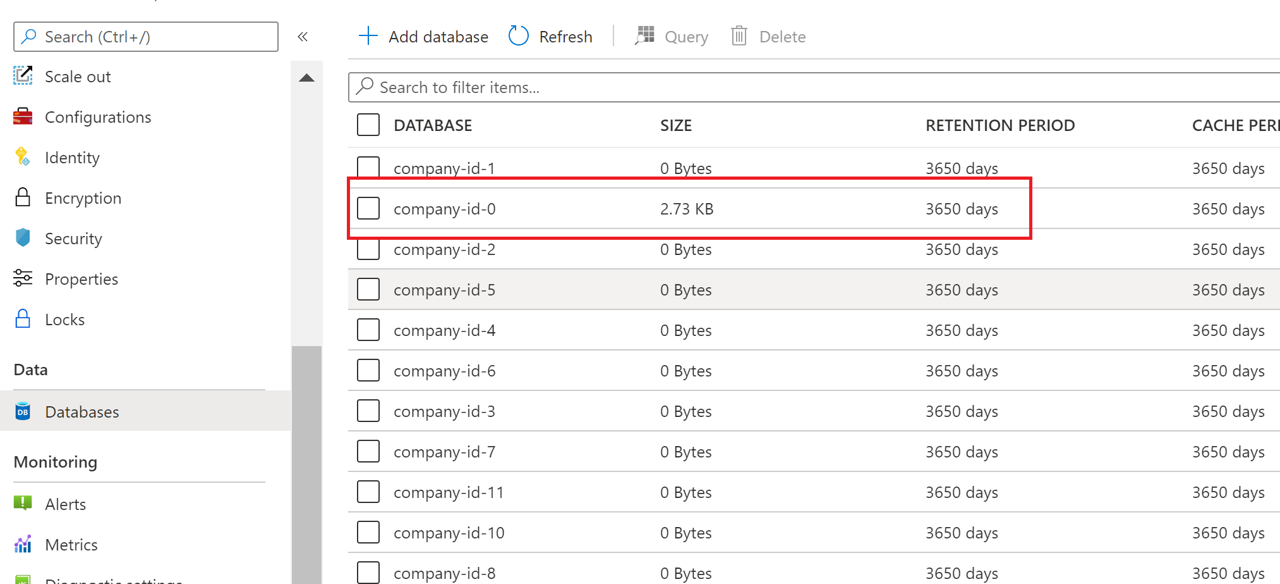 Search (Ctrl+/)
«
Add database
Refresh
Query
Delete
Scale out
Configurations
Identity
Encryption
Security
Properties
Locks
Data
Databases
Monitoring
Alerts
Metrics
Diagnostic settings
Search to filter items...
DATABASE SIZE RETENTION PERIOD CACHE PERI
company-id-1 0 Bytes 3650 days 3650 days
company-id-0 2.73 KB 3650 days 3650 days
company-id-2 0 Bytes 3650 days 3650 days
company-id-5 0 Bytes 3650 days 3650 days
company-id-4 0 Bytes 3650 days 3650 days
company-id-6 0 Bytes 3650 days 3650 days
company-id-3 0 Bytes 3650 days 3650 days
company-id-7 0 Bytes 3650 days 3650 days
company-id-11 0 Bytes 3650 days 3650 days
company-id-10 0 Bytes 3650 days 3650 days
company-id-8 0 Bytes 3650 days 3650 days